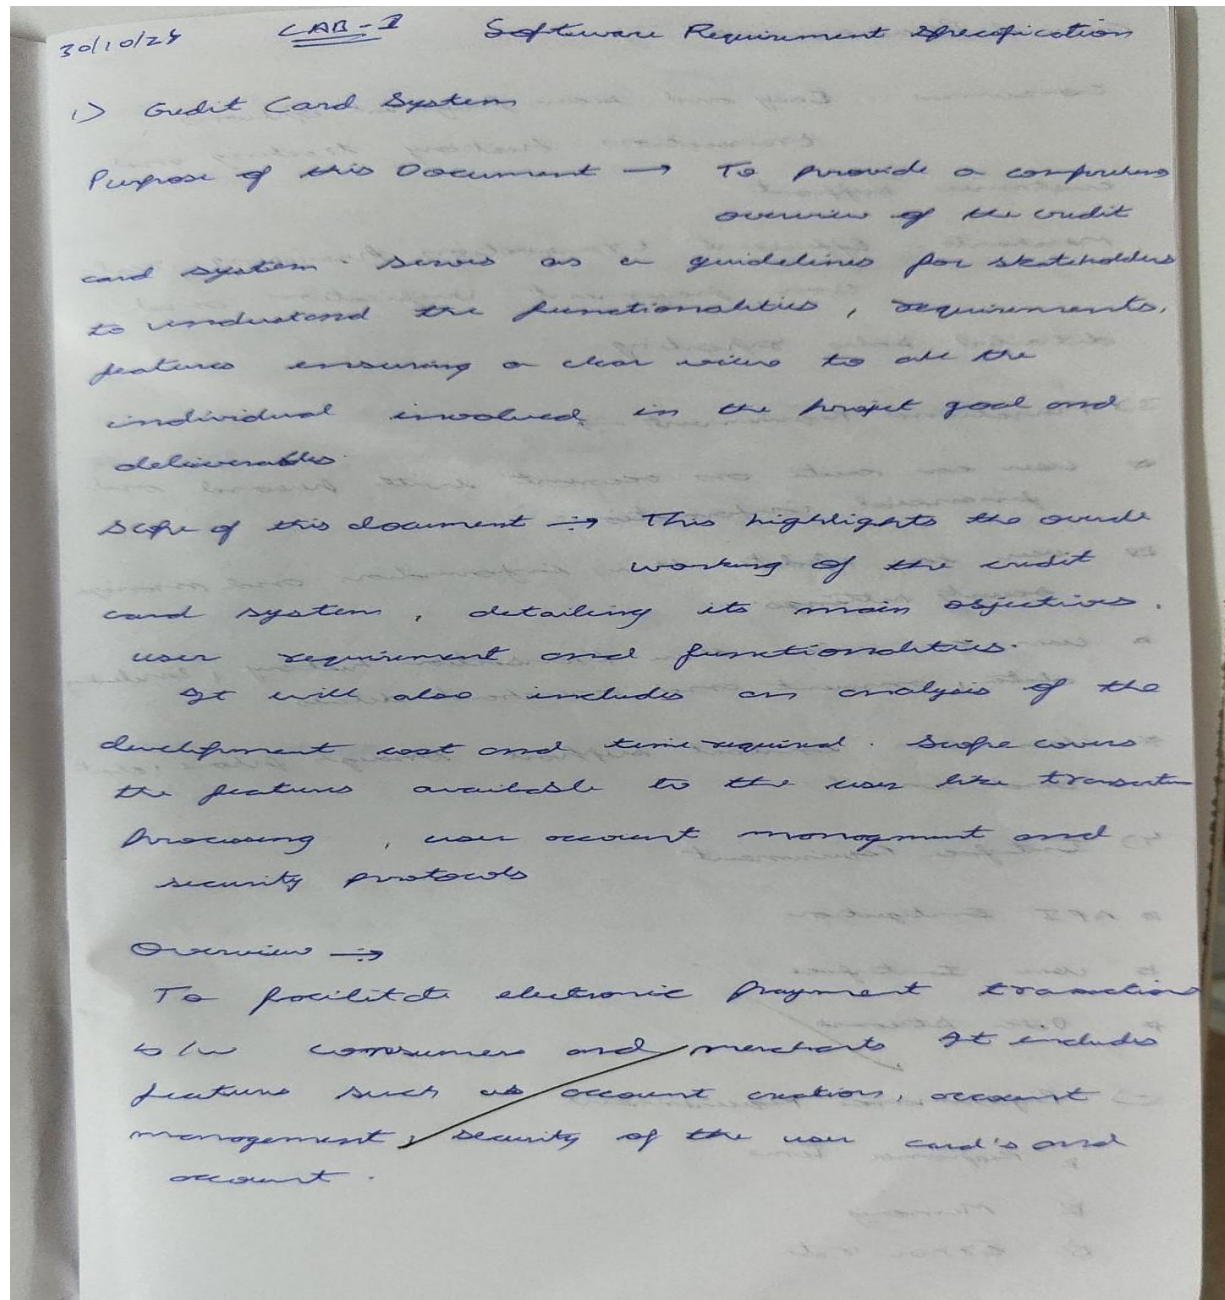 30/10/24 LAB-I Software Requirement Specification
1) Credit Card System
Purpose of this Document → To provide a comprehens
overview of the credit
card system. Serves as a guidelines for stakeholders
to understand the functionalities, requirements,
features ensuring a clear view to all the
individual involved in the project goal and
deliverables
Scope of this document → This highlights the overall
working of the credit
card system, detailing its main objectives,
user requirement and functionalities.
It will also includes an analysis of the
development cost and time required. Scope covers
the features available to the user like
processing, user account managment and
security protocols
Overview →
To facilitate electronic payment transactions
b/w consumers and merchants It includes
features such as account creation, account
management, security of the user card's and
account.